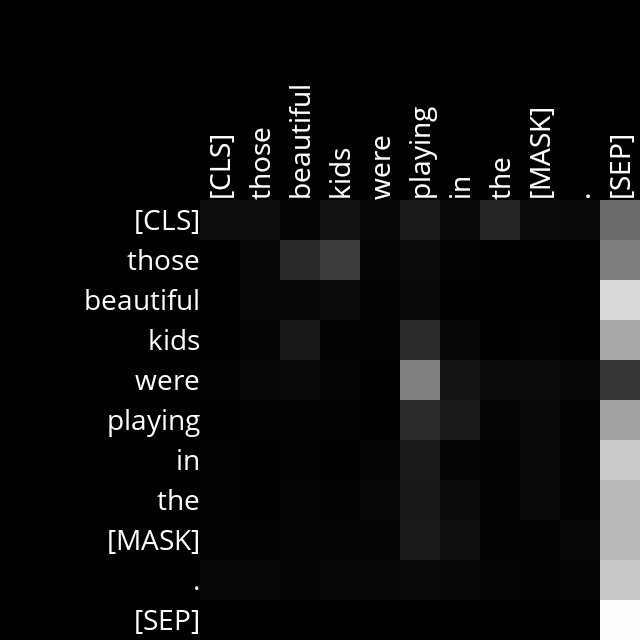 [CLS]
those
beautiful
kids
were
playing
in
the
[MASK]
.
[SEP]
[CLS]
those
beautiful
kids
were
playing
in
the
[MASK]
.
[SEP]